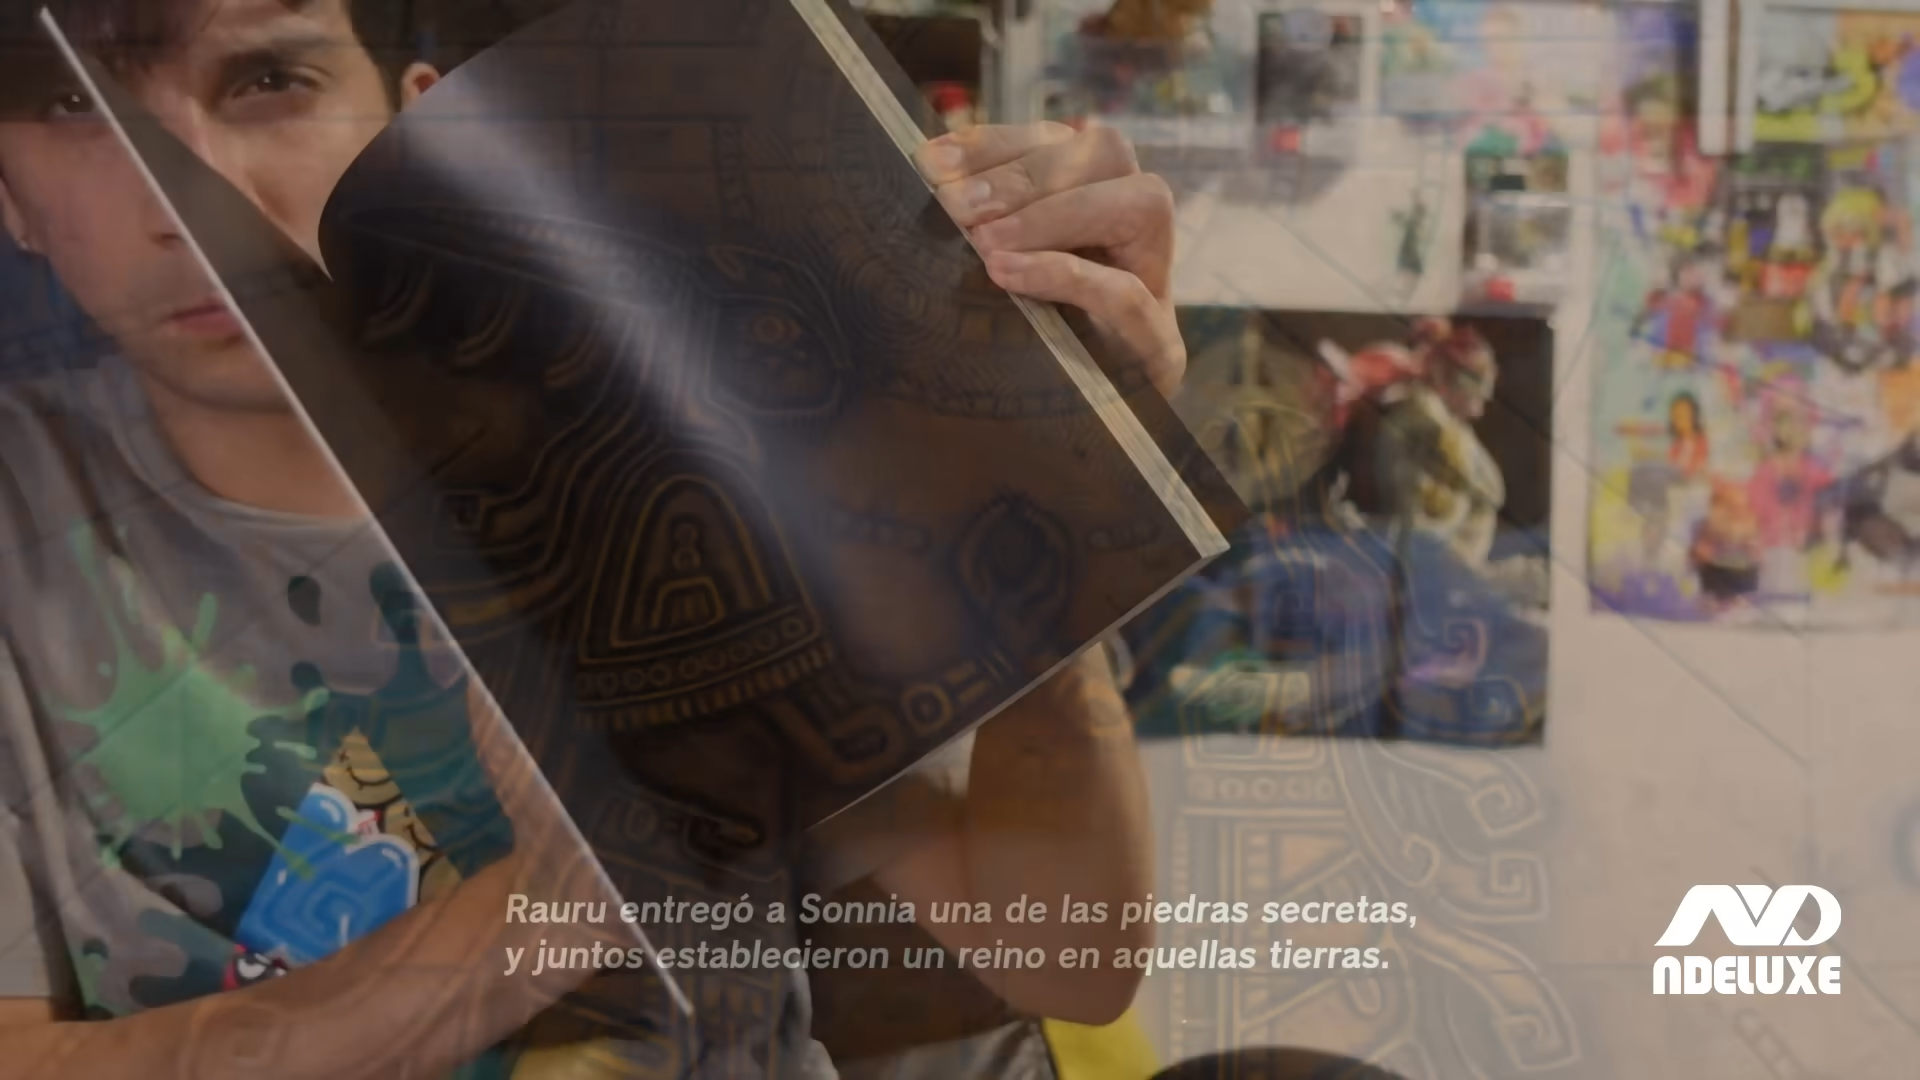 Rauru entregó a Sonnia una de las piedras secretas,
y juntos establecieron un reino en aquellas tierras.
NDELUXE